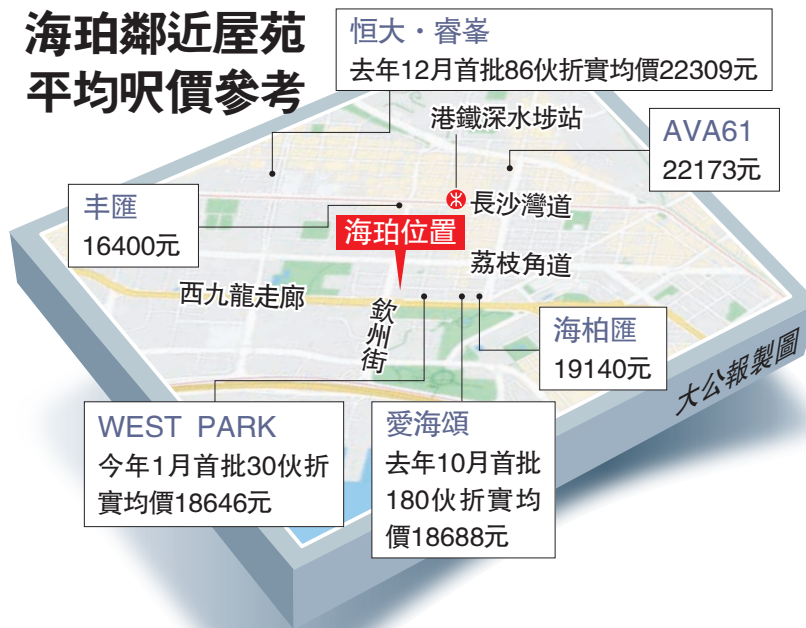 海珀鄰近屋苑
平均呎價參考
恒大・睿峯
去年12月首批86伙折實均價22309元
港鐵深水埗站
AVA61
22173元
丰匯
16400元
長沙灣道
海珀位置
荔枝角道
西九龍走廊
欽州街
海柏匯
19140元
大公報製圖
WEST PARK
今年1月首批30伙折
實均價18646元
愛海頌
去年10月首批
180伙折實均
價18688元